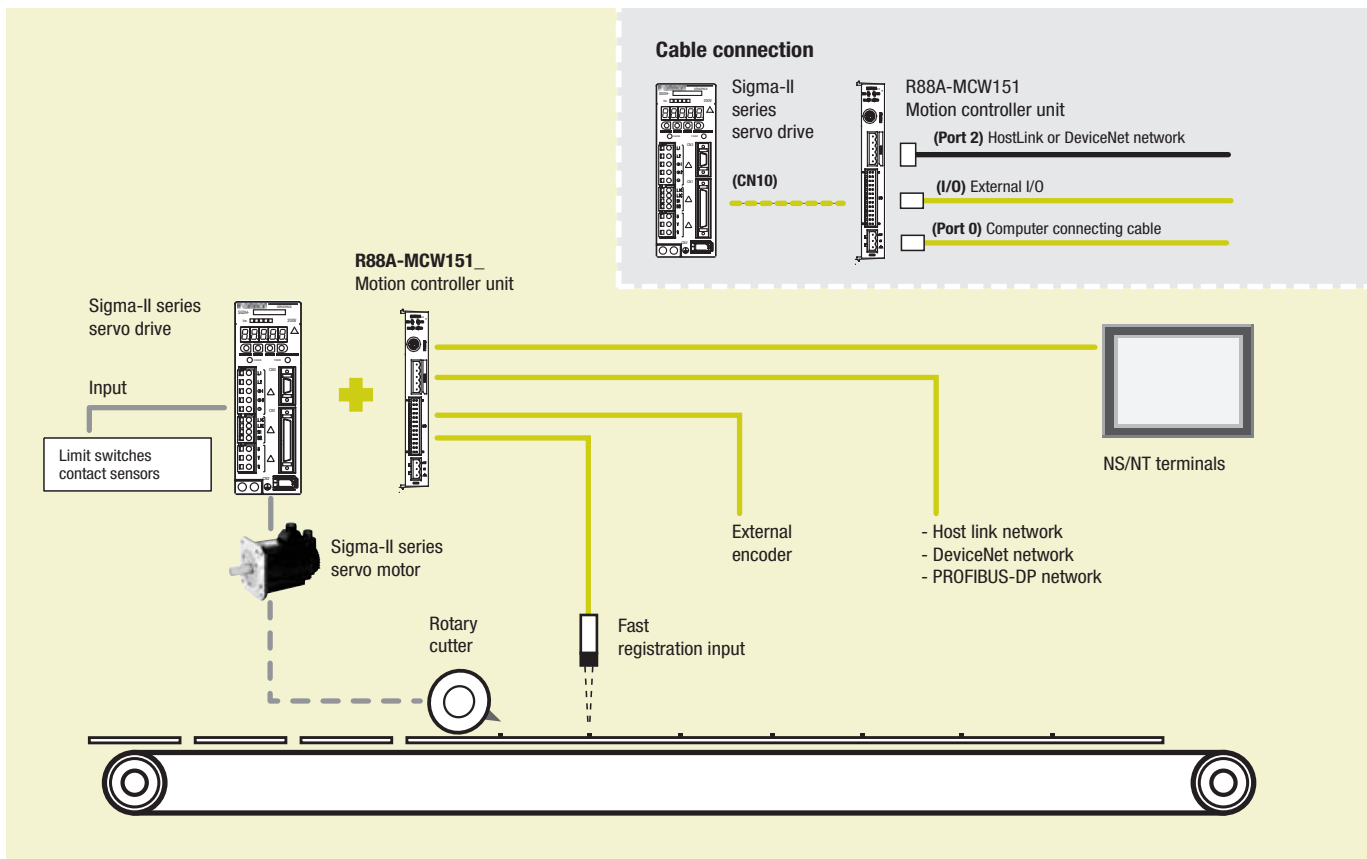 Cable connection
Sigma-II
series
servo drive
R88A-MCW151
Motion controller unit
(Port 2) HostLink or DeviceNet network
(CN10)
(I/O) External I/O
(Port 0) Computer connecting cable
R88A-MCW151_
Motion controller unit
Sigma-II series
servo drive
Input
Limit switches
contact sensors
NS/NT terminals
Sigma-II series
servo motor
External
encoder
- Host link network
- DeviceNet network
- PROFIBUS-DP network
Rotary
cutter
Fast
registration input